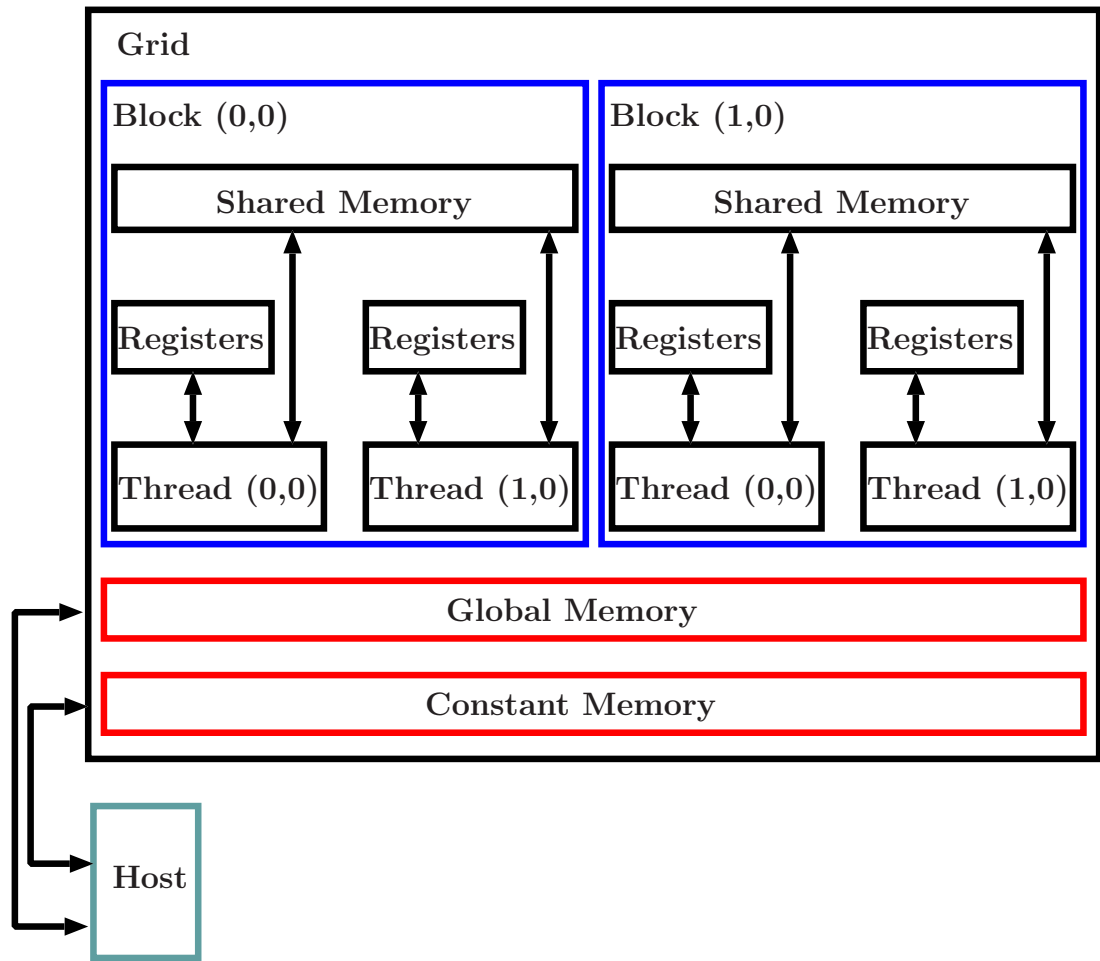 Grid
Block (0,0)
Block (1,0)
Shared Memory
Shared Memory
Registers
Registers
Registers
Registers
Thread (0,0)
Thread (1,0)
Thread (0,0)
Thread (1,0)
Global Memory
Constant Memory
Host